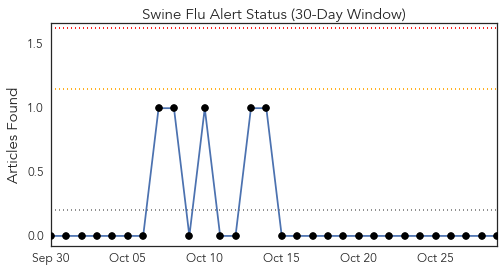 Swine Flu Alert Status (30-Day Window)
1.5
1.0
0.5
0.0
Articles Found
Sep 30 Oct 05 Oct 10 Oct 15 Oct 20 Oct 25